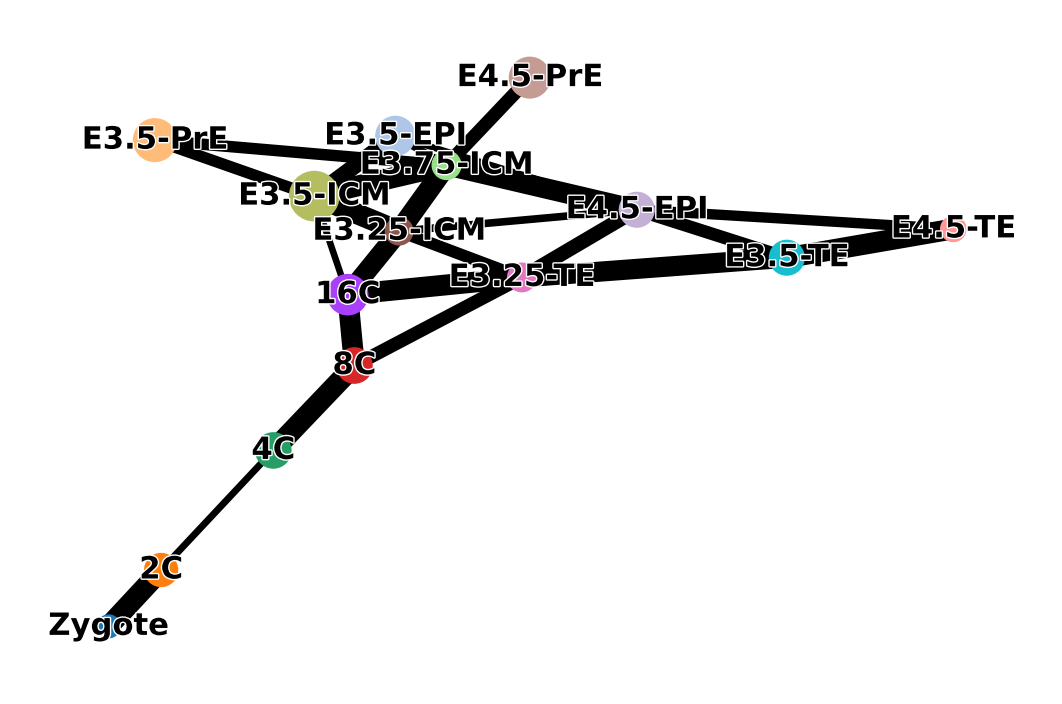 E4.5-PrE
E3.5-PrE
E3.5-EPI
E3.75-ICM
E3.5-ICM
E4.5-EPI
E3.25-ICM
E4.5-TE
E3.5-TE
E3.25-TE
16C
8C
4C
2C
Zygote